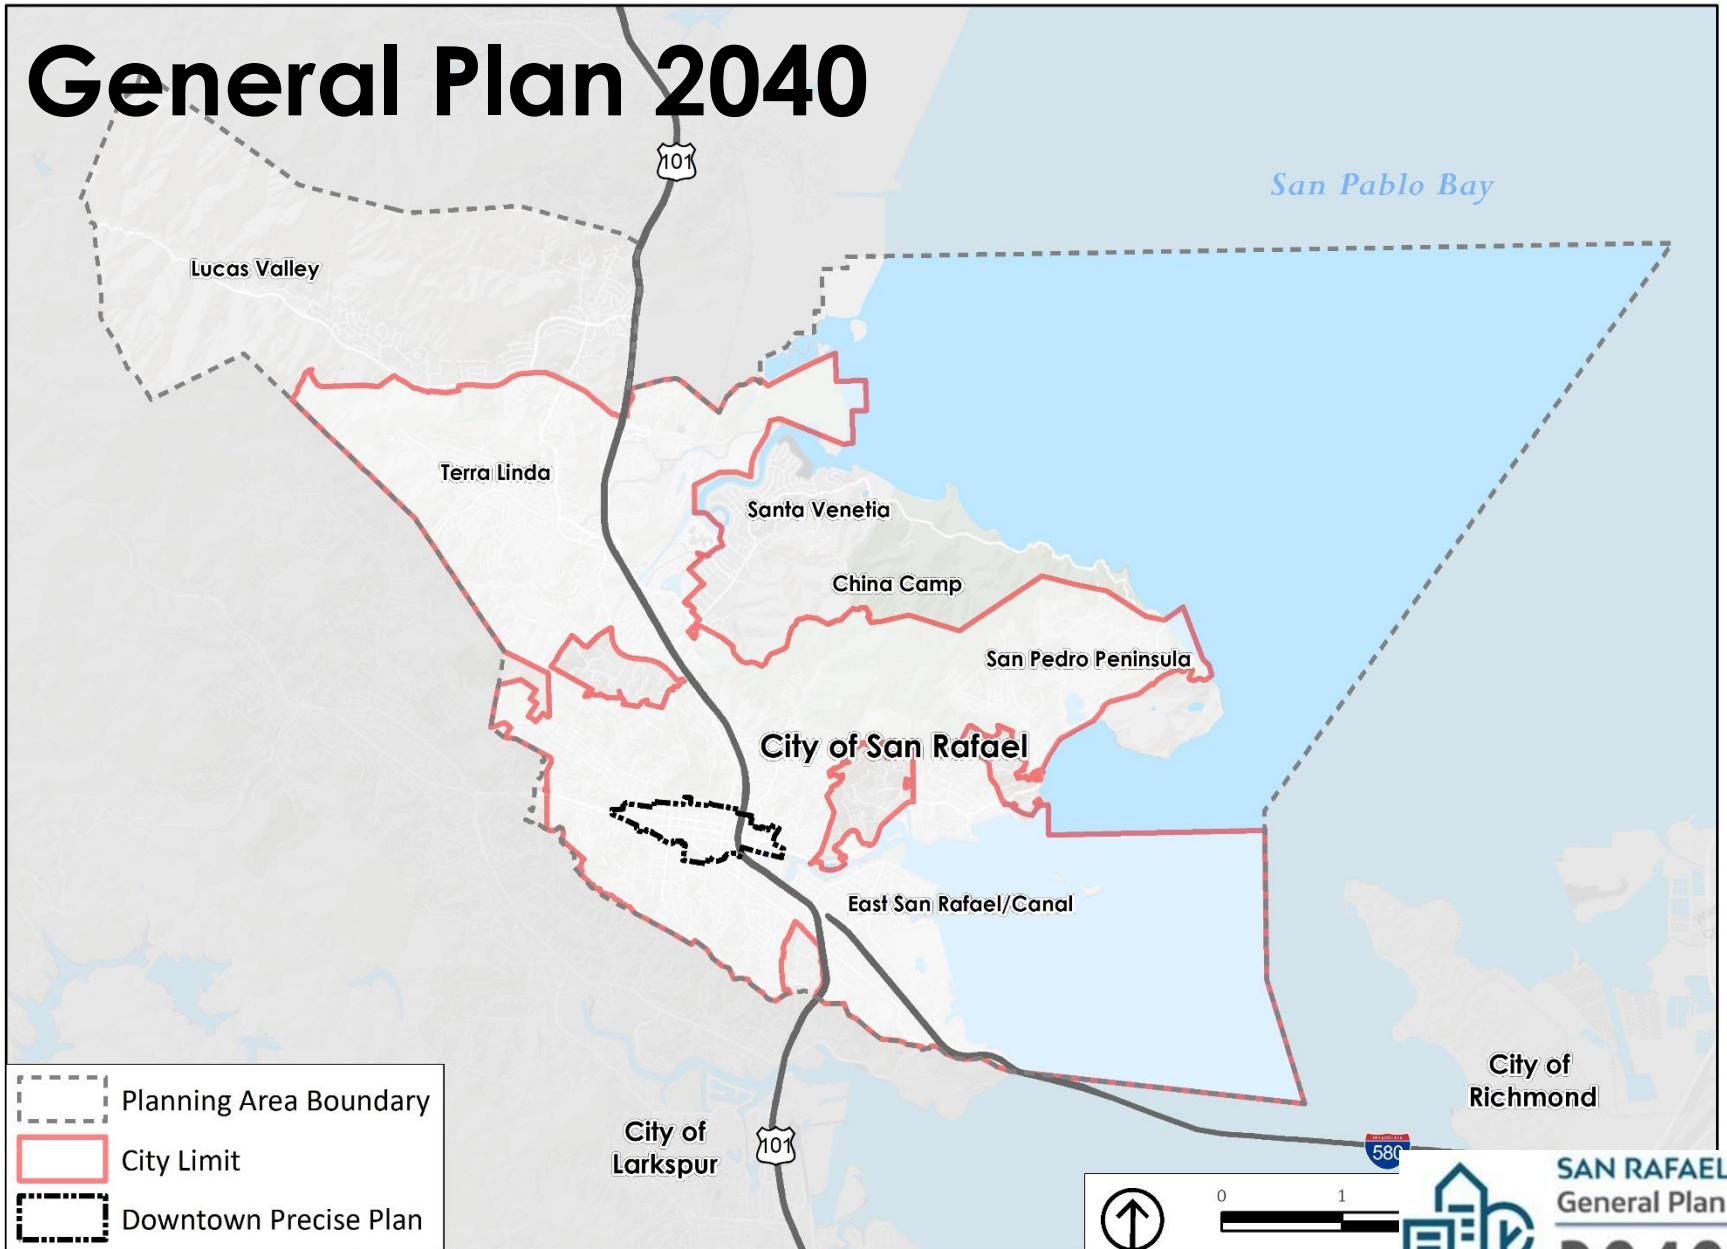 General Plan 2040
101
San Pablo Bay
Lucas Valley
Terra Linda
Santa Venetia
China Camp
San Pedro Peninsula
City of San Rafael
East San Rafael/Canal
City of
Richmond
City of
Larkspur
101
580
Planning Area Boundary
City Limit
Downtown Precise Plan
0 1
SAN RAFAEL
General Plan